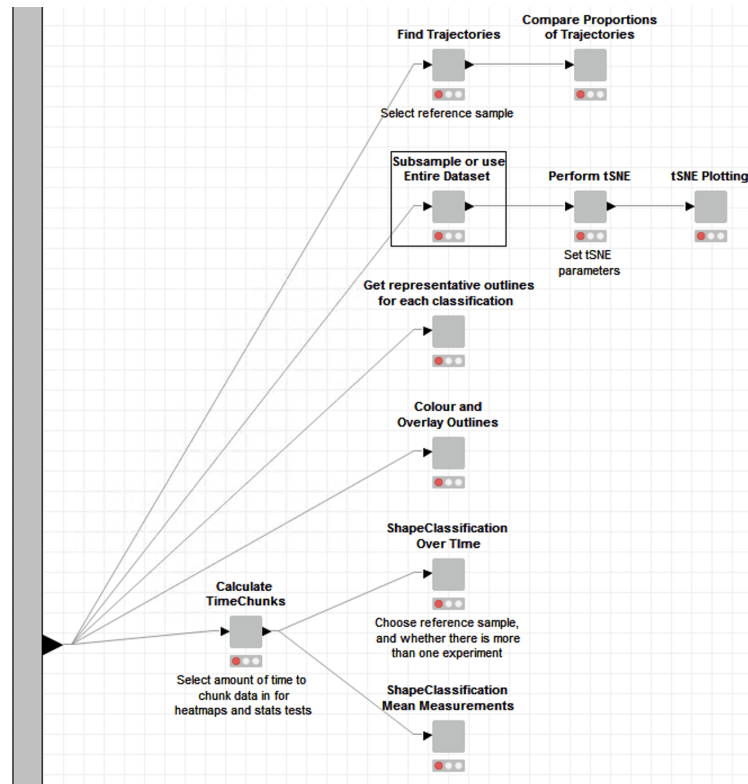 Find Trajectories
Compare Proportions
of Trajectories
Select reference sample
Subsample or use
Entire Dataset
Perform tSNE
tSNE Plotting
Set tSNE
parameters
Get representative outlines
for each classification
Colour and
Overlay Outlines
ShapeClassification
Over TIme
Choose reference sample,
and whether there is more
than one experiment
Calculate
TimeChunks
Select amount of time to
chunk data in for
heatmaps and stats tests
ShapeClassification
Mean Measurements